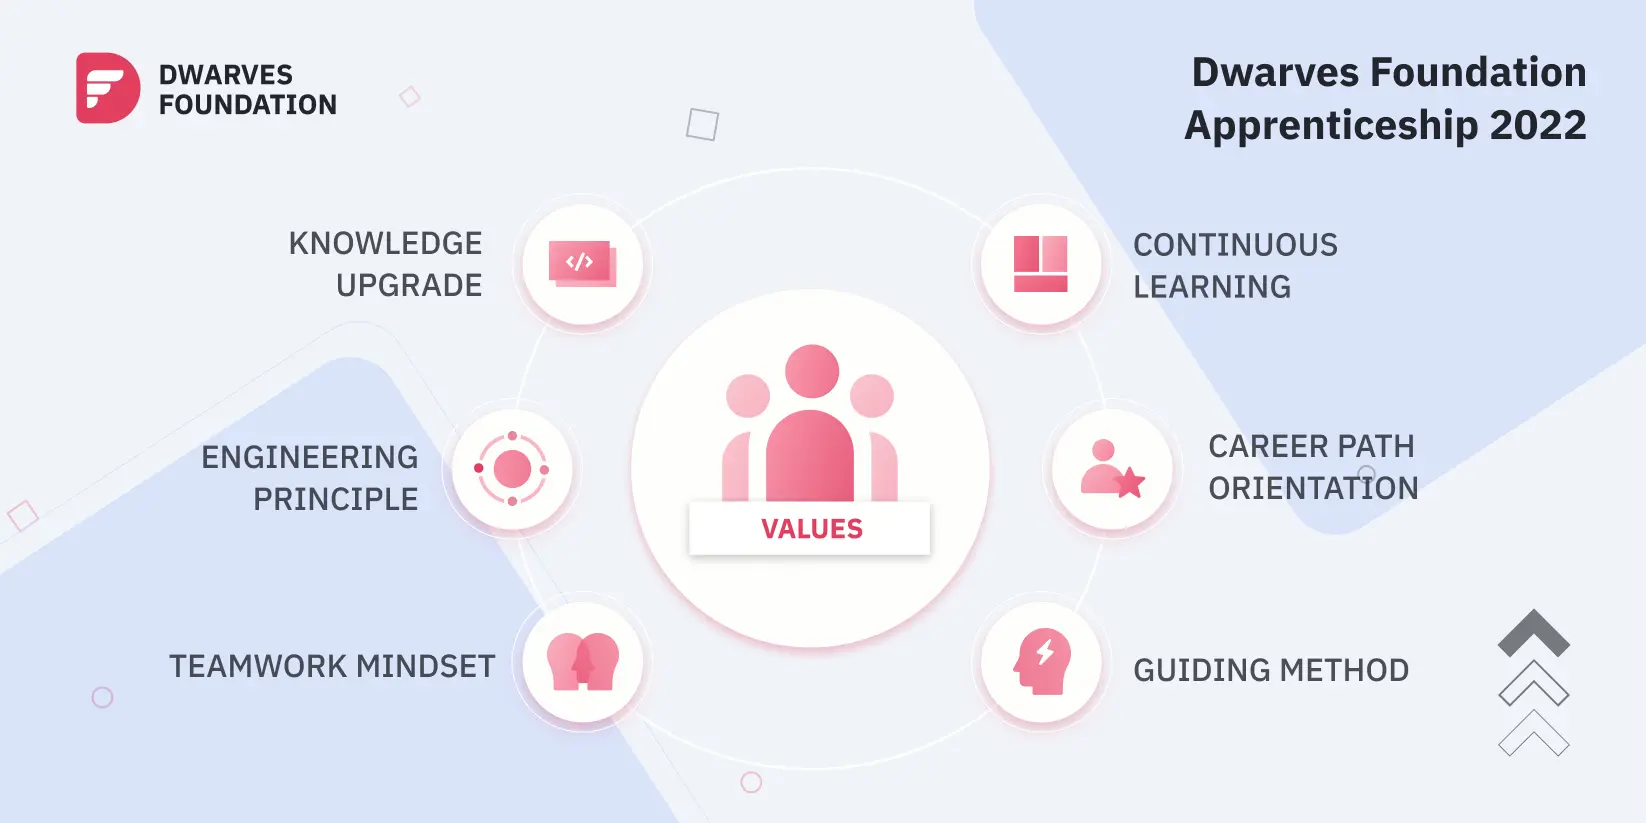 DWARVES
FOUNDATION
Dwarves Foundation
Apprenticeship 2022
KNOWLEDGE
UPGRADE
</>
CONTINUOUS
LEARNING
ENGINEERING
PRINCIPLE
VALUES
CAREER PATH
ORIENTATION
TEAMWORK MINDSET
GUIDING METHOD